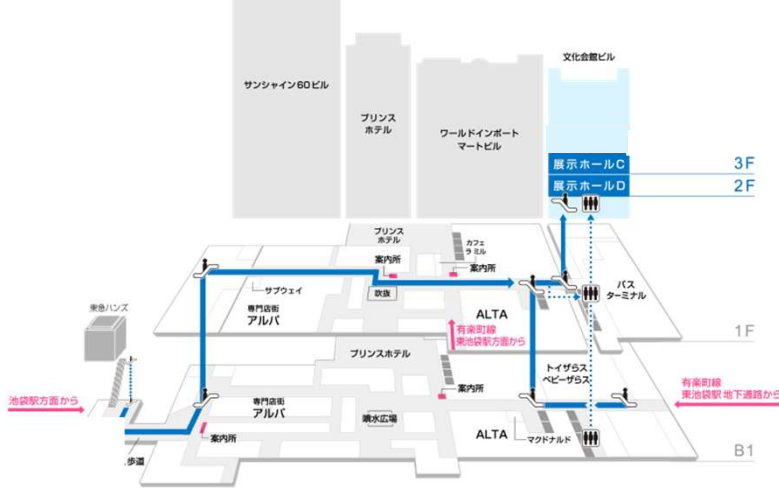 文化会館ビル
サンシャイン60ビル
プリンス
ホテル
ワールドインポート
マートビル
展示ホールC
3F
展示ホールD
2F
プリンス
ホテル
カフェ
ラ ミル
案内所
案内所
サブウェイ
吹抜
バス
ターミナル
東急ハンズ
専門店街
アルパ
ALTA
有楽町線
東池袋駅方面から
1F
プリンスホテル
トイザラス
ベビーザらス
案内所
有楽町線
東池袋駅 地下通路から
池袋駅方面から
専門店街
アルパ
噴水広場
案内所
ALTA
マクドナルド
歩道
B1